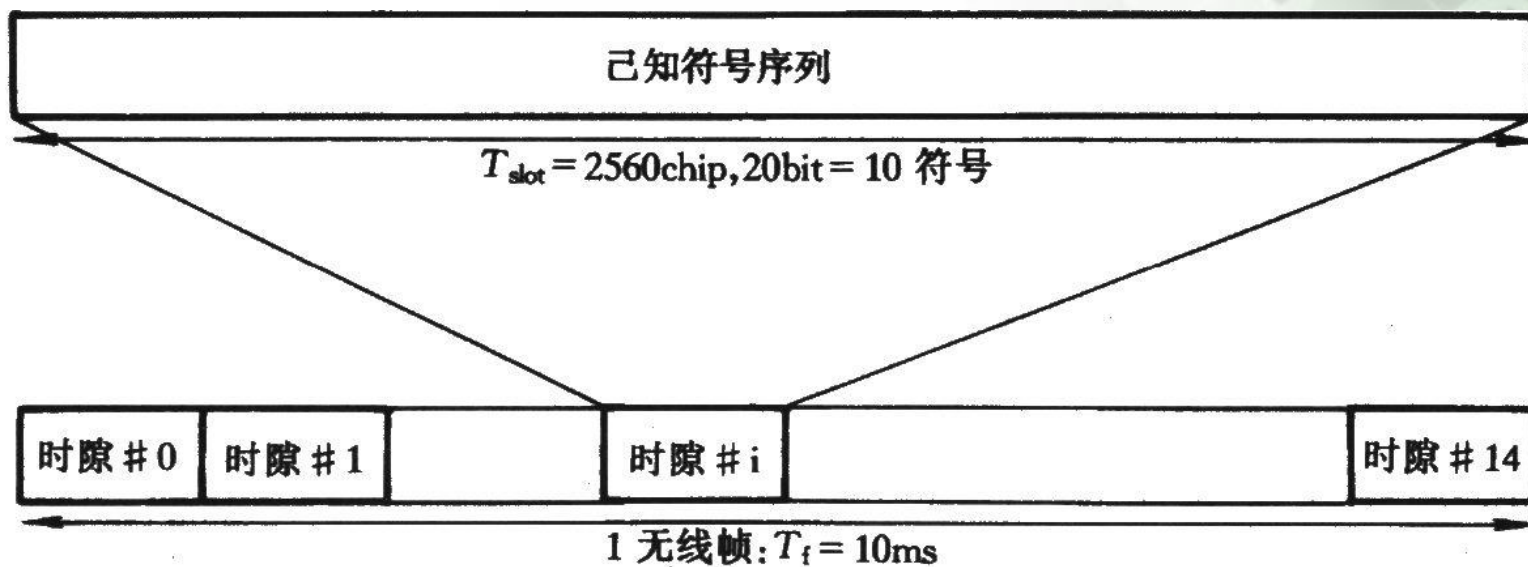 己知符号序列
T_slot = 2560chip,20bit = 10 符号
时隙 #0 时隙 #1 时隙 #i 时隙 #14
1 无线帧: T_f = 10ms